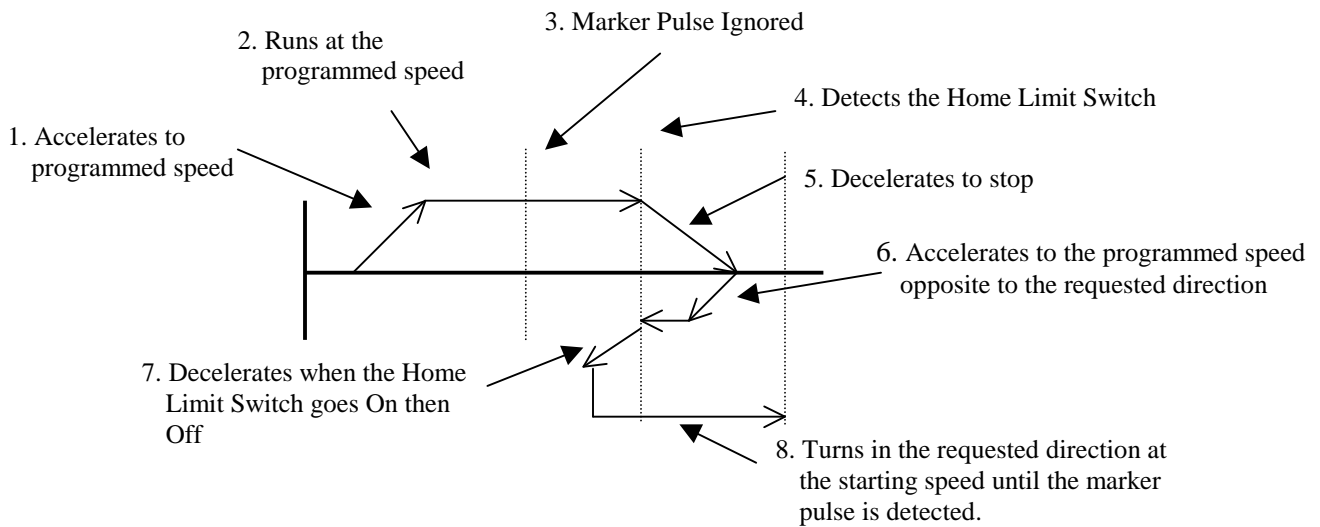 1. Accelerates to
programmed speed
2. Runs at the
programmed speed
3. Marker Pulse Ignored
4. Detects the Home Limit Switch
5. Decelerates to stop
6. Accelerates to the programmed speed
opposite to the requested direction
7. Decelerates when the Home
Limit Switch goes On then
Off
8. Turns in the requested direction at
the starting speed until the marker
pulse is detected.